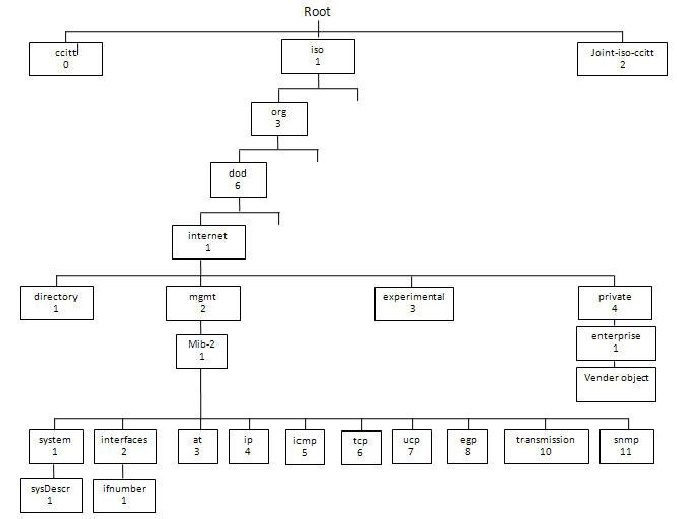 Root
ccitt
0
iso
1
Joint-iso-ccitt
2
org
3
dod
6
internet
1
directory
1
mgmt
2
experimental
3
private
4
Mib-2
1
enterprise
1
Vender object
system
1
interfaces
2
at
3
ip
4
icmp
5
tcp
6
ucp
7
egp
8
transmission
10
snmp
11
sysDescr
1
ifnumber
1